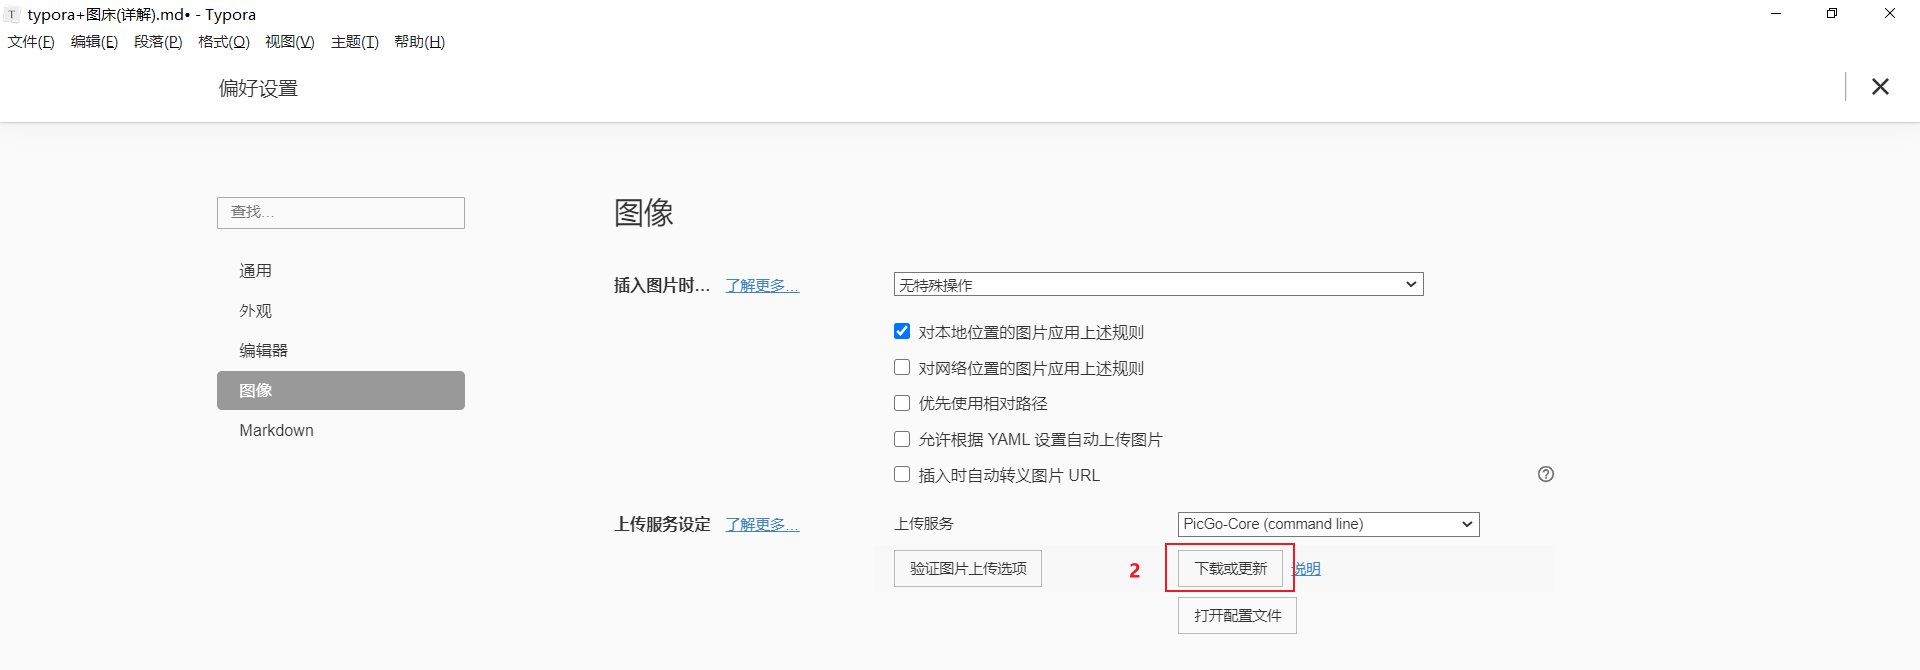 typora+图床(详解).md• - Typora
文件(F) 编辑(E) 段落(P) 格式(O) 视图(V) 主题(T) 帮助(H)
偏好设置
查找...
通用
外观
编辑器
图像
Markdown
图像
插入图片时... 了解更多... 无特殊操作
对本地位置的图片应用上述规则
对网络位置的图片应用上述规则
优先使用相对路径
允许根据 YAML 设置自动上传图片
插入时自动转义图片 URL
上传服务设定 了解更多... 上传服务 PicGo-Core (command line)
验证图片上传选项 2 下载或更新 说明
打开配置文件